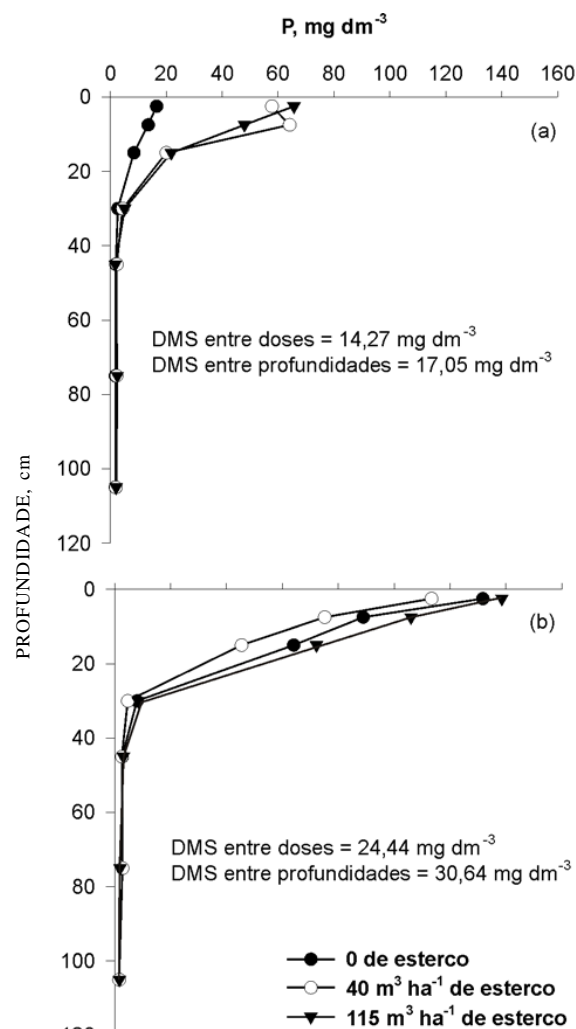 P, mg dm⁻³
0 20 40 60 80 100 120 140 160
0
(a)
20
40
60
DMS entre doses = 14,27 mg dm⁻³
DMS entre profundidades = 17,05 mg dm⁻³
80
100
120
PROFUNDIDADE, cm
0
(b)
20
40
60
DMS entre doses = 24,44 mg dm⁻³
DMS entre profundidades = 30,64 mg dm⁻³
80
100
0 de esterco
40 m³ ha⁻¹ de esterco
115 m³ ha⁻¹ de esterco